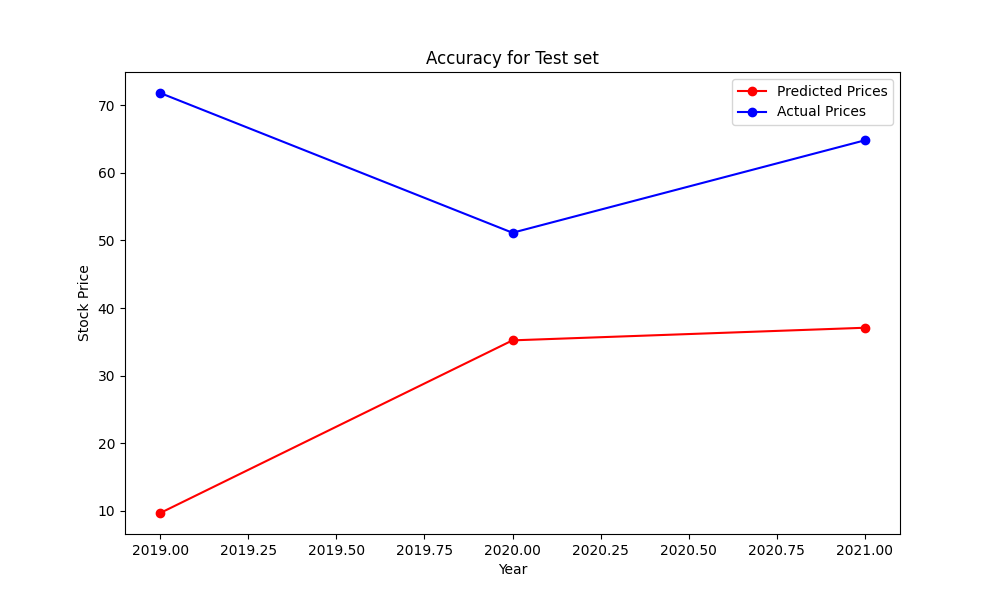 Accuracy for Test set
Predicted Prices
Actual Prices
Stock Price
70
60
50
40
30
20
10
2019.00 2019.25 2019.50 2019.75 2020.00 2020.25 2020.50 2020.75 2021.00
Year